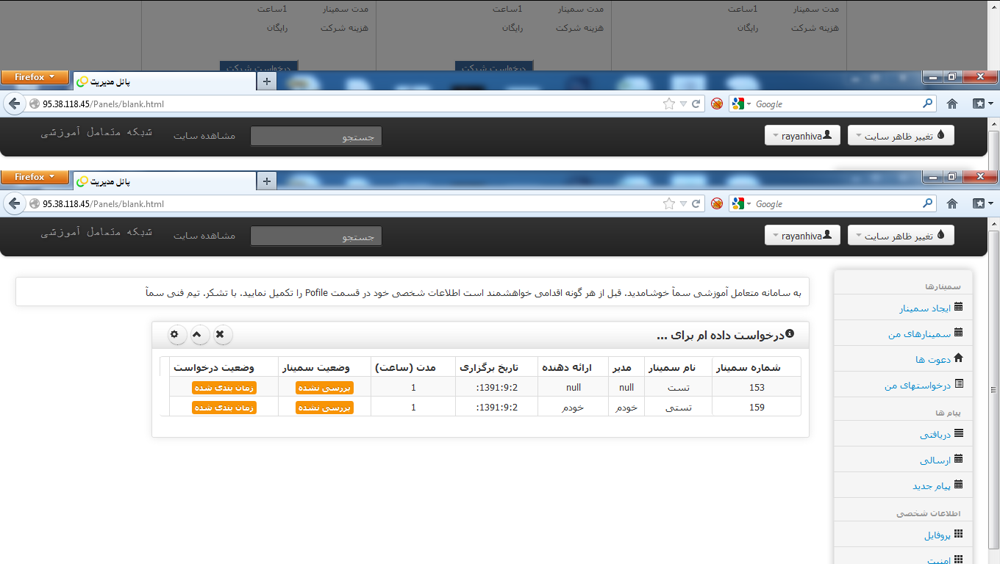 مدت سمینار 1ساعت مدت سمینار 1ساعت مدت سمینار 1ساعت
هزینه شرکت رایگان هزینه شرکت رایگان هزینه شرکت رایگان
درخواست شرکت درخواست شرکت
Firefox پانل مدیریت
95.38.118.45/Panels/blank.html Google
تغییر ظاهر سایت rayanhiva جستجو مشاهده سایت شبکه متعامل آموزشی
Firefox پانل مدیریت
95.38.118.45/Panels/blank.html Google
تغییر ظاهر سایت rayanhiva جستجو مشاهده سایت شبکه متعامل آموزشی
سمینارها
ایجاد سمینار
سمینارهای من
دعوت ها
درخواستهای من
پیام ها
دریافتی
ارسالی
پیام جدید
اطلاعات شخصی
پروفایل
امنیت
به سامانه متعامل آموزشی سمآ خوشامدید. قبل از هر گونه اقدامی خواهشمند است اطلاعات شخصی خود در قسمت Pofile را تکمیل نمایید. با تشکر. تیم فنی سمآ
درخواست داده ام برای ...
شماره سمینار نام سمینار مدیر ارائه دهنده تاریخ برگزاری مدت (ساعت) وضعیت سمینار وضعیت درخواست
153 تست null null 1391:9:2: 1 بررسی نشده زمان بندی شده
159 تستی خودم خودم 1391:9:2: 1 بررسی نشده زمان بندی شده